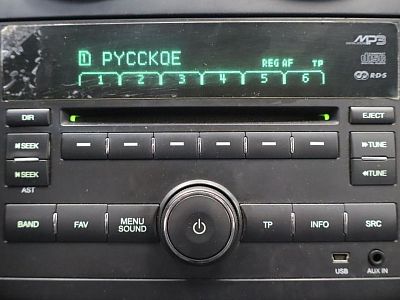 РУССКОЕ
REG AF TP
1 2 3 4 5 6
MP3
RDS
DIR
EJECT
SEEK
TUNE
SEEK
TUNE
AST
BAND FAV MENU SOUND TP INFO SRC
USB AUX IN